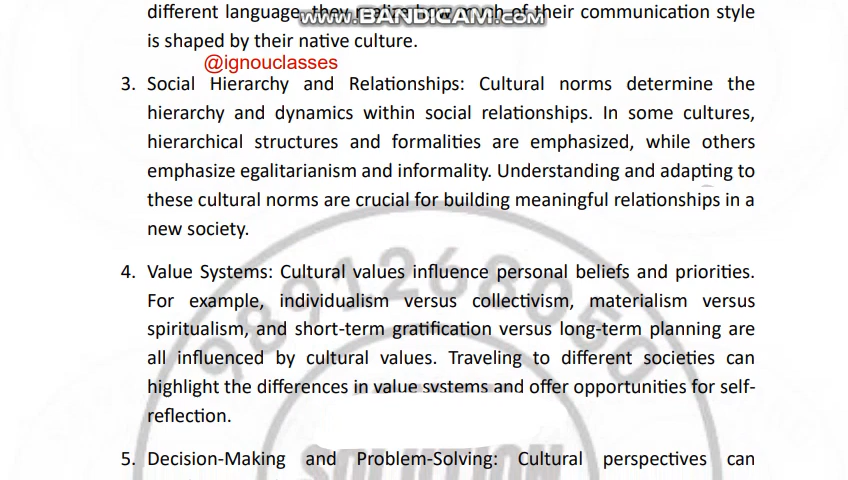 different language, they realize how much of their communication style
www.BANDICAM.com
is shaped by their native culture.
@ignouclasses
3. Social Hierarchy and Relationships: Cultural norms determine the
hierarchy and dynamics within social relationships. In some cultures,
hierarchical structures and formalities are emphasized, while others
emphasize egalitarianism and informality. Understanding and adapting to
these cultural norms are crucial for building meaningful relationships in a
new society.
4. Value Systems: Cultural values influence personal beliefs and priorities.
For example, individualism versus collectivism, materialism versus
spiritualism, and short-term gratification versus long-term planning are
all influenced by cultural values. Traveling to different societies can
highlight the differences in value systems and offer opportunities for self-
reflection.
5. Decision-Making and Problem-Solving: Cultural perspectives can
9891268050
SOLUTION